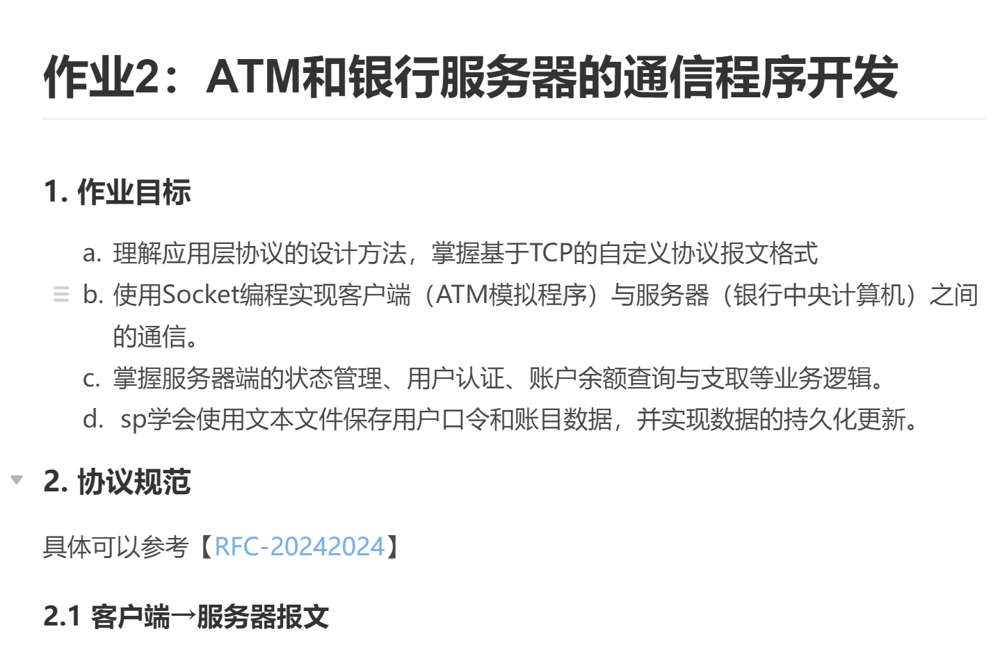 作业2：ATM和银行服务器的通信程序开发
1. 作业目标
a. 理解应用层协议的设计方法，掌握基于TCP的自定义协议报文格式
b. 使用Socket编程实现客户端（ATM模拟程序）与服务器（银行中央计算机）之间
的通信。
c. 掌握服务器端的状态管理、用户认证、账户余额查询与支取等业务逻辑。
d. sp学会使用文本文件保存用户口令和账目数据，并实现数据的持久化更新。
2. 协议规范
具体可以参考【RFC-20242024】
2.1 客户端→服务器报文